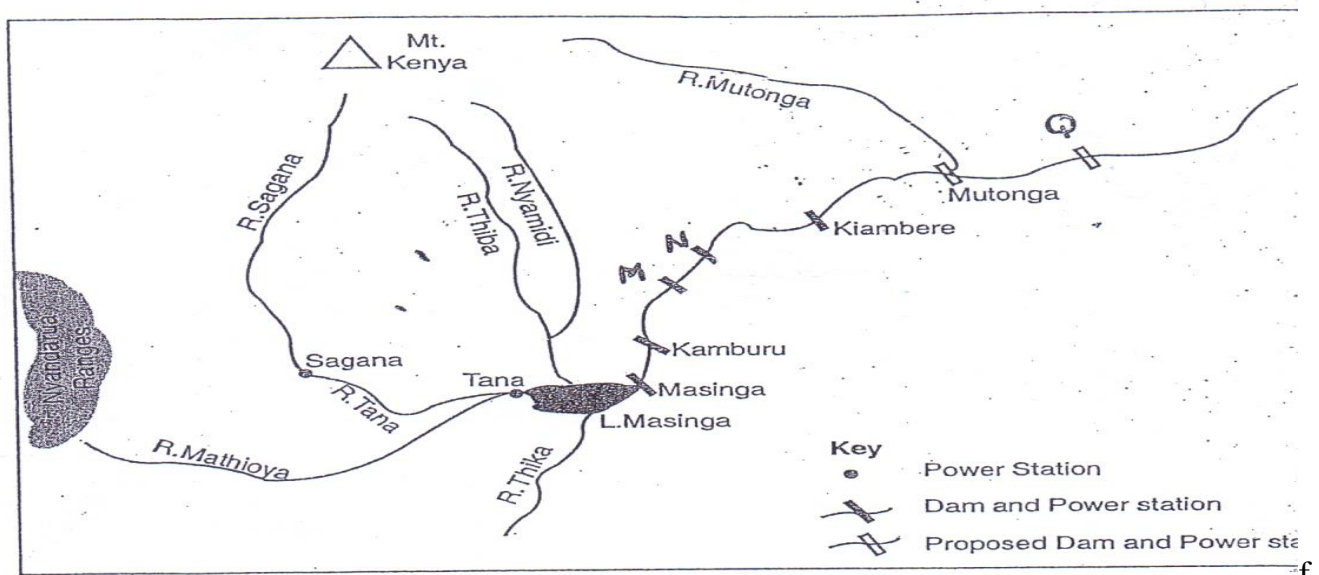 Mt.
Kenya
R.Mutonga
Q
R.Sagana
R.Thiba
R.Nyamidi
Mutonga
Kiambere
N
M
Nyandarua
Ranges
Sagana
Kamburu
Tana
R.Tana
Masinga
L.Masinga
R.Mathioya
R.Thika
Key
Power Station
Dam and Power station
Proposed Dam and Power sta
f